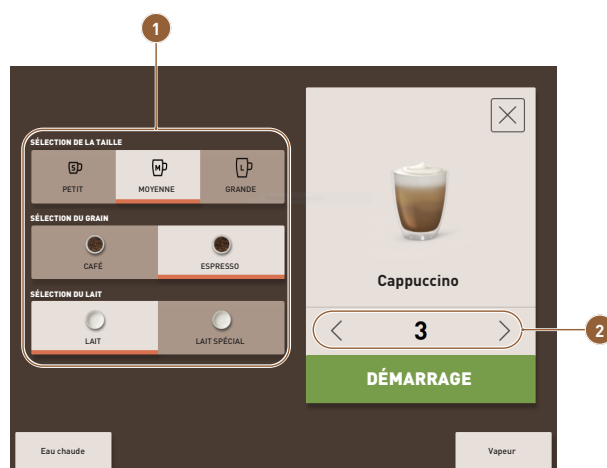 1
SÉLECTION DE LA TAILLE
S M L
PETIT MOYENNE GRANDE
SÉLECTION DU GRAIN
CAFÉ ESPRESSO
SÉLECTION DU LAIT
LAIT LAIT SPÉCIAL
Cappuccino
3
2
DÉMARRAGE
Eau chaude
Vapeur